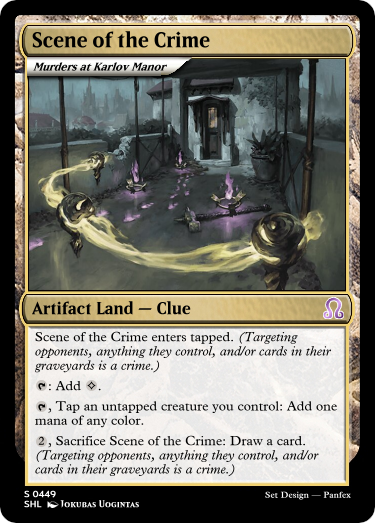 Scene of the Crime
Murders at Karlov Manor
Artifact Land — Clue
Scene of the Crime enters tapped. (Targeting
opponents, anything they control, and/or cards in their
graveyards is a crime.)
: Add .
, Tap an untapped creature you control: Add one
mana of any color.
2, Sacrifice Scene of the Crime: Draw a card.
(Targeting opponents, anything they control, and/or
cards in their graveyards is a crime.)
S 0449
SHL Jokubas Uogintas
Set Design — Panfex